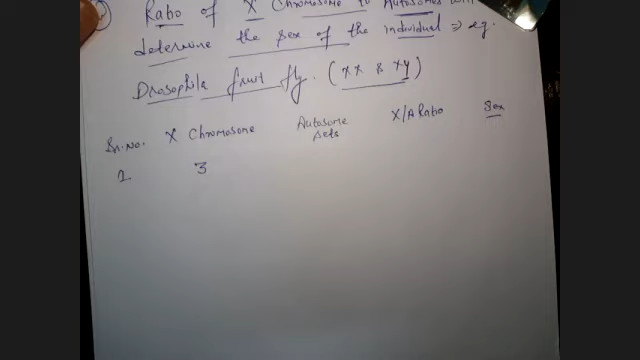 Ratio of X Chromosome to Autosomes will
determine the sex of the individual ⇒ eg.
Drosophila fruit fly. (XX & XY)
Sr.No. X Chromosome Autosome sets X/A Ratio Sex
1 3